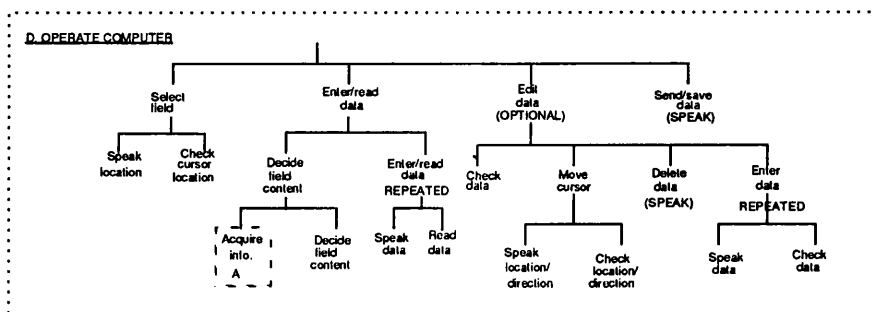 D. OPERATE COMPUTER
Select
field
Enter/read
data
Edit
data
(OPTIONAL)
Send/save
data
(SPEAK)
Speak
location
Check
cursor
location
Decide
field
content
Enter/read
data
REPEATED
Check
data
Move
cursor
Delete
data
(SPEAK)
Enter
data
REPEATED
Acquire
info.
A
Decide
field
content
Speak
data
Read
data
Speak
location/
direction
Check
location/
direction
Speak
data
Check
data